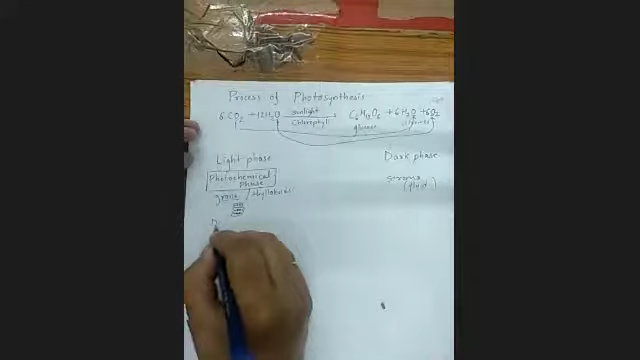 Process of Photosynthesis
6CO₂ + 12H₂O sunlight chlorophyll → C₆H₁₂O₆ + 6H₂O + 6O₂
glucose
Light phase
Dark phase
Photochemical
Phase
stroma
grana /
(fluid)